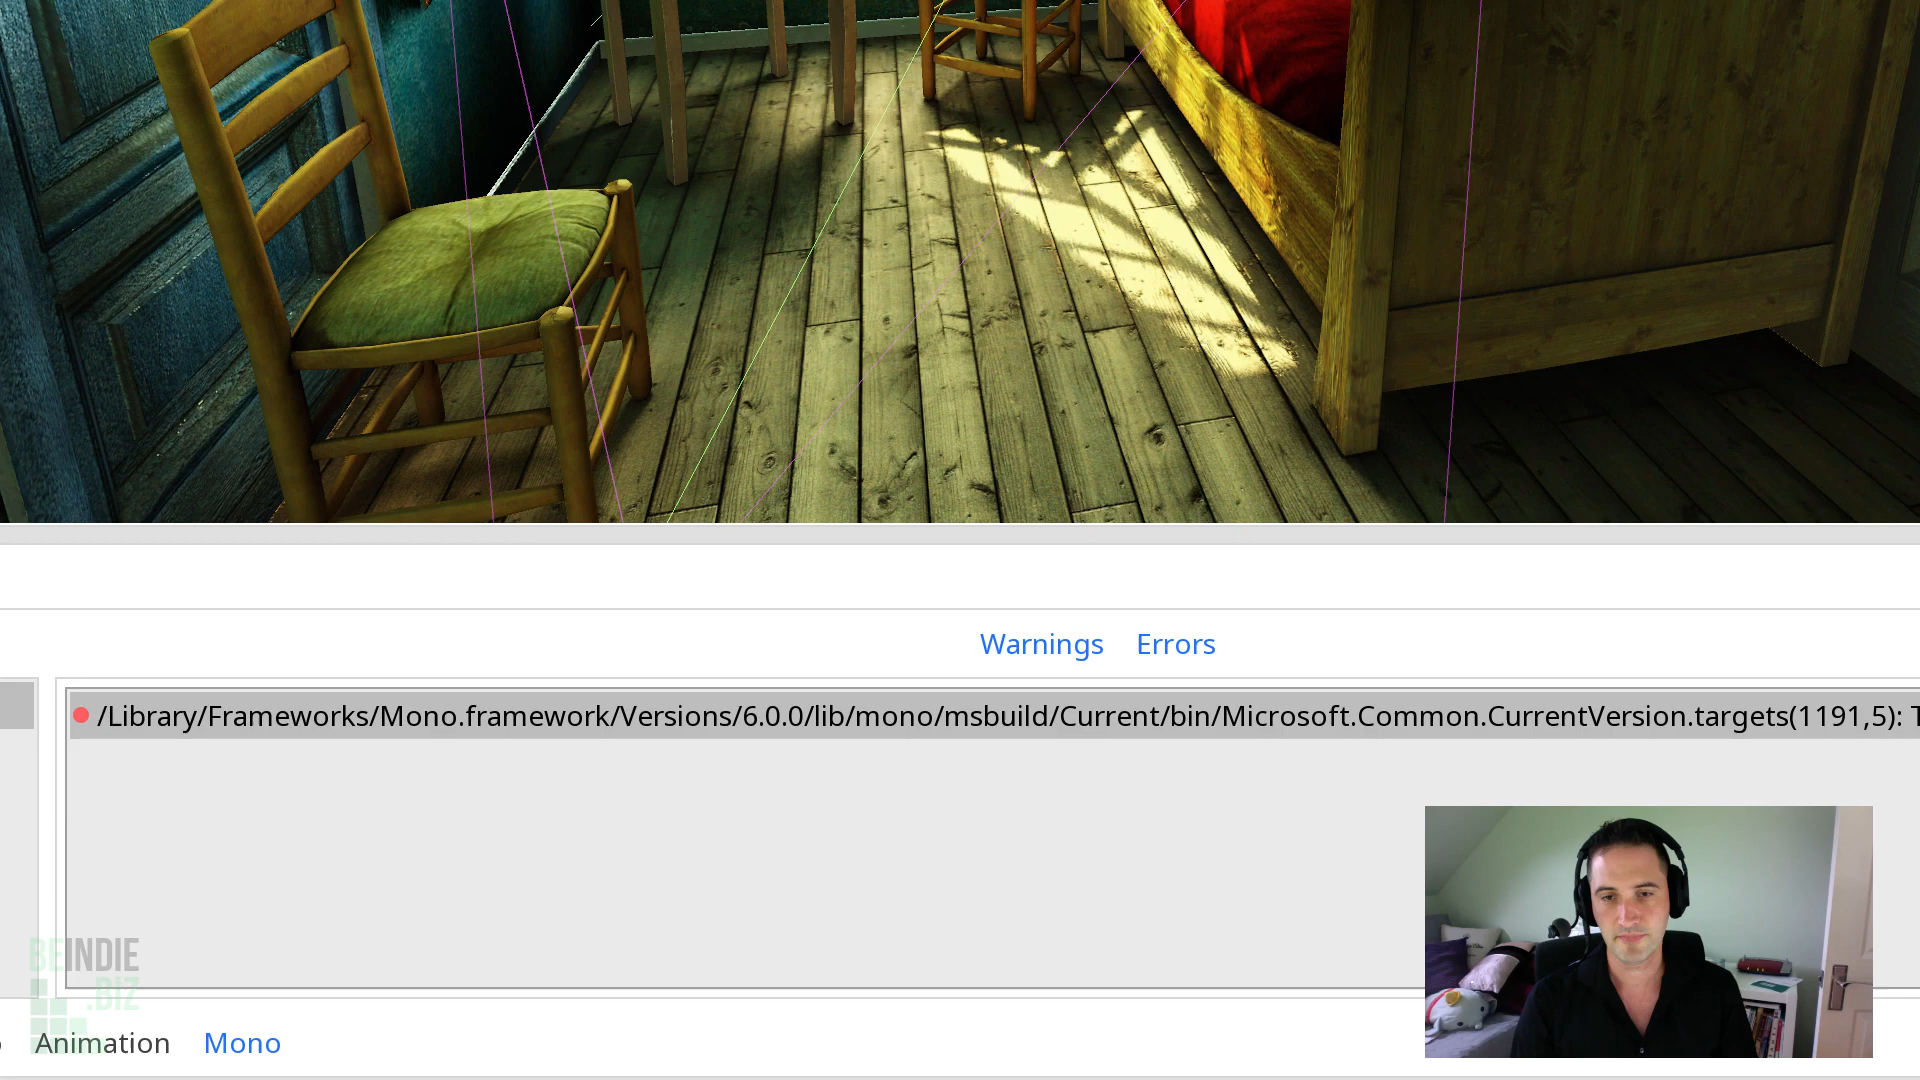 Warnings Errors
/Library/Frameworks/Mono.framework/Versions/6.0.0/lib/mono/msbuild/Current/bin/Microsoft.Common.CurrentVersion.targets(1191,5): T
BEINDIE
.BIZ
Animation Mono